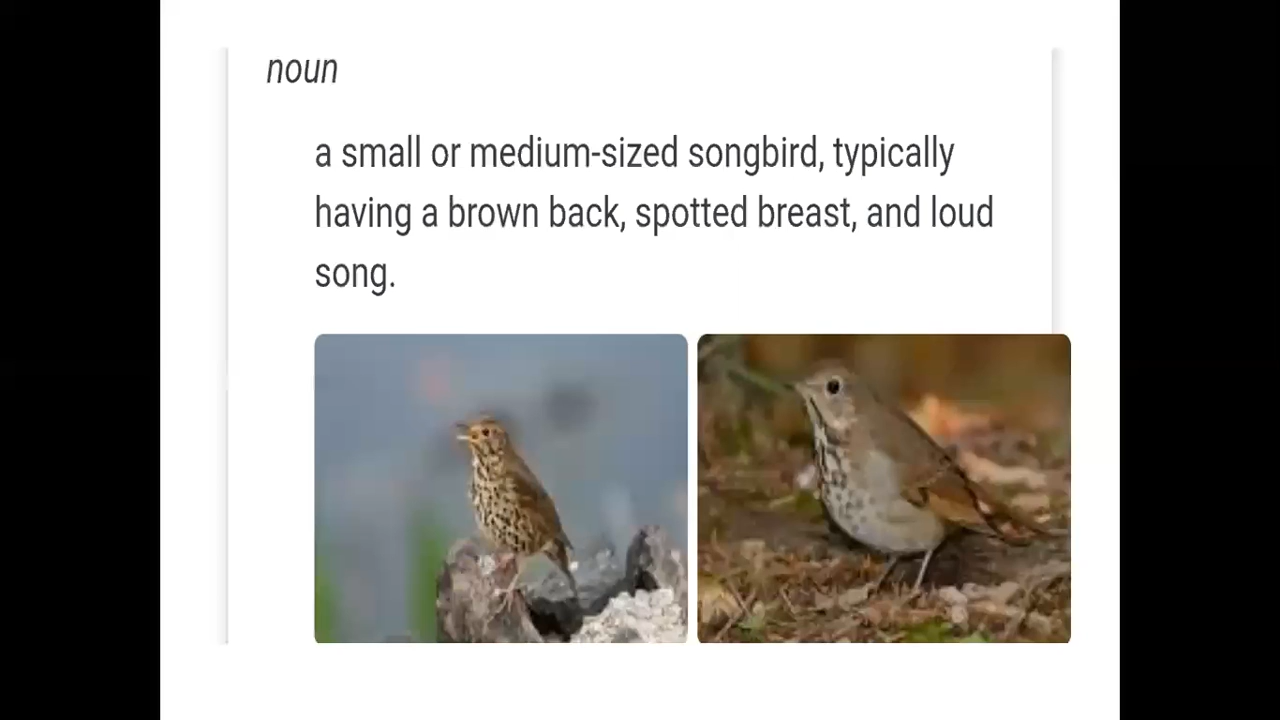 noun
a small or medium-sized songbird, typically
having a brown back, spotted breast, and loud
song.